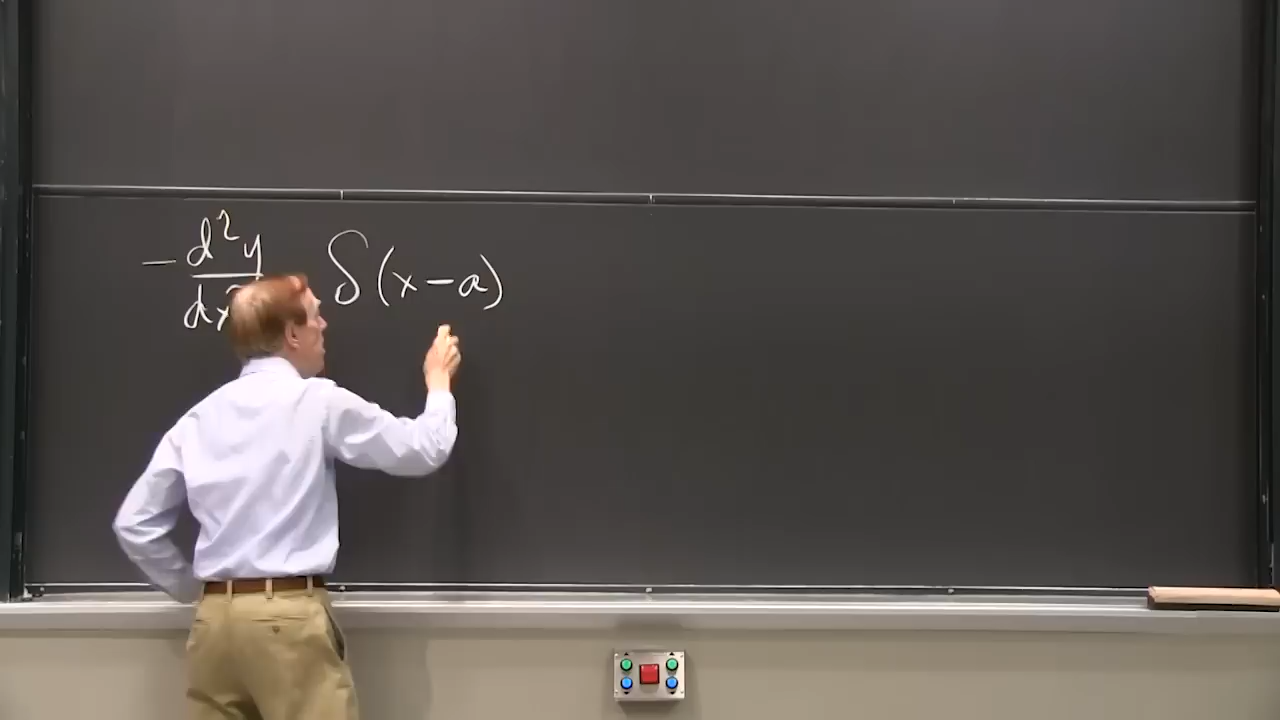 - d²y/dx² δ(x-a)